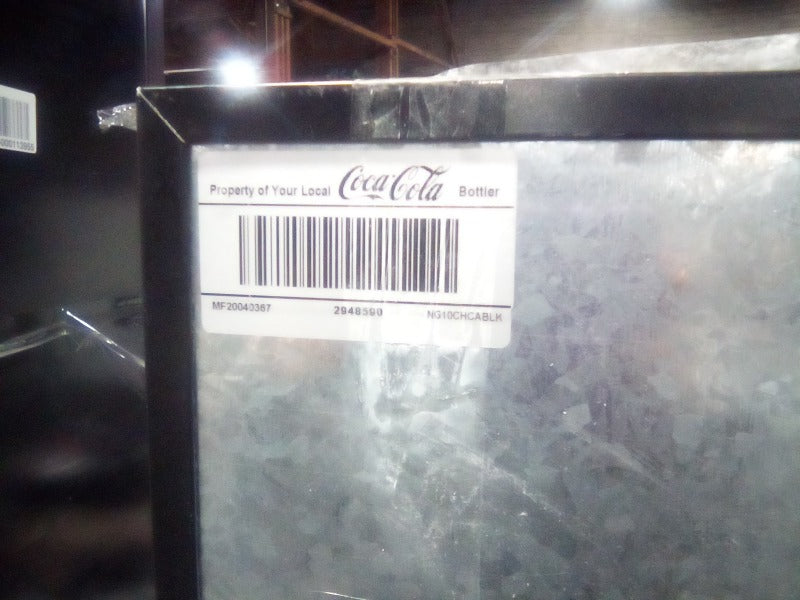 Property of Your Local Coca-Cola Bottler
MF20040367 2948590 NG10CHCABLK